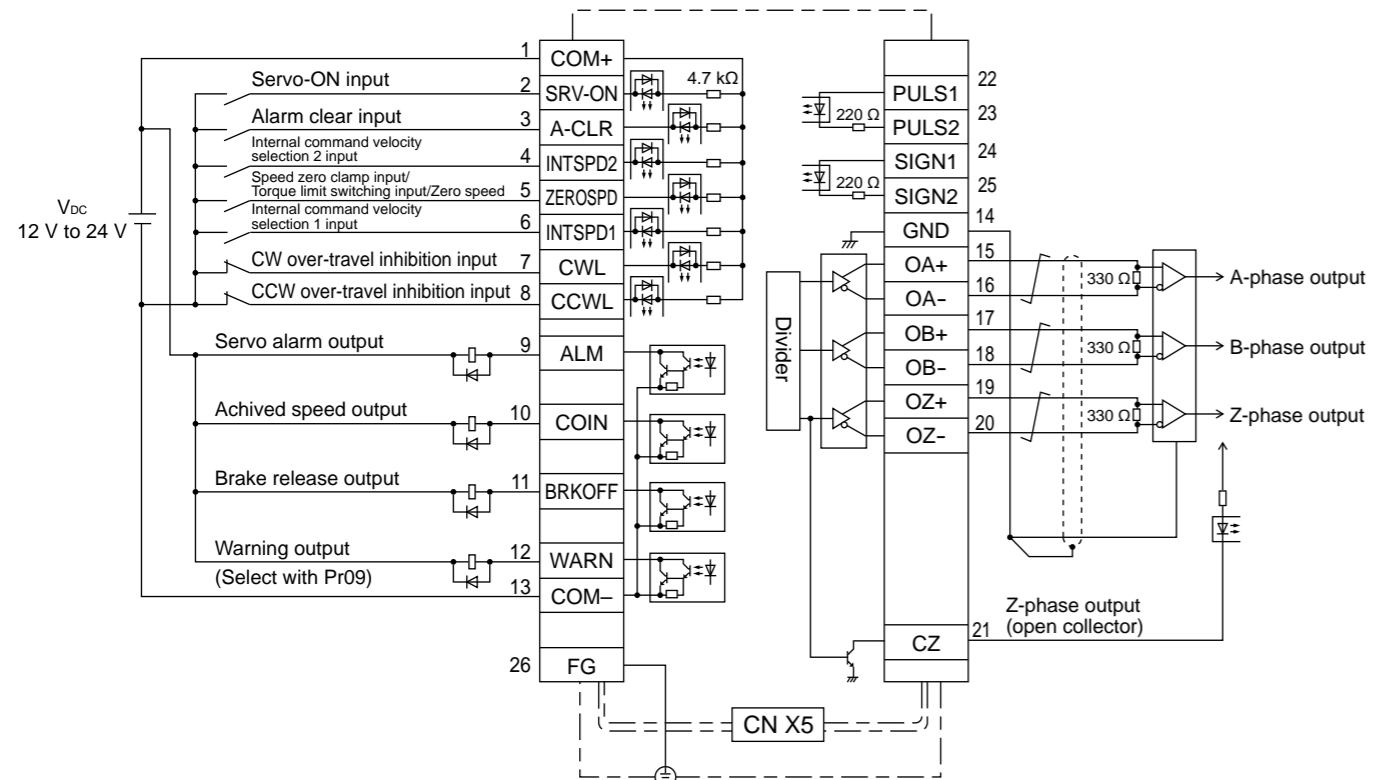 1
COM+
Servo-ON input
2
SRV-ON
4.7 kΩ
Alarm clear input
3
A-CLR
Internal command velocity
selection 2 input
4
INTSPD2
Speed zero clamp input/
Torque limit switching input/Zero speed
5
ZEROSPD
Internal command velocity
selection 1 input
6
INTSPD1
VDC
12 V to 24 V
CW over-travel inhibition input
7
CWL
CCW over-travel inhibition input
8
CCWL
Servo alarm output
9
ALM
Achived speed output
10
COIN
Brake release output
11
BRKOFF
Warning output
(Select with Pr09)
12
WARN
13
COM–
26
FG
22
PULS1
220 Ω
23
PULS2
24
SIGN1
220 Ω
25
SIGN2
14
GND
15
OA+
16
OA–
330 Ω
A-phase output
17
OB+
18
OB–
330 Ω
B-phase output
19
OZ+
20
OZ–
330 Ω
Z-phase output
Divider
Z-phase output
(open collector)
21
CZ
CN X5